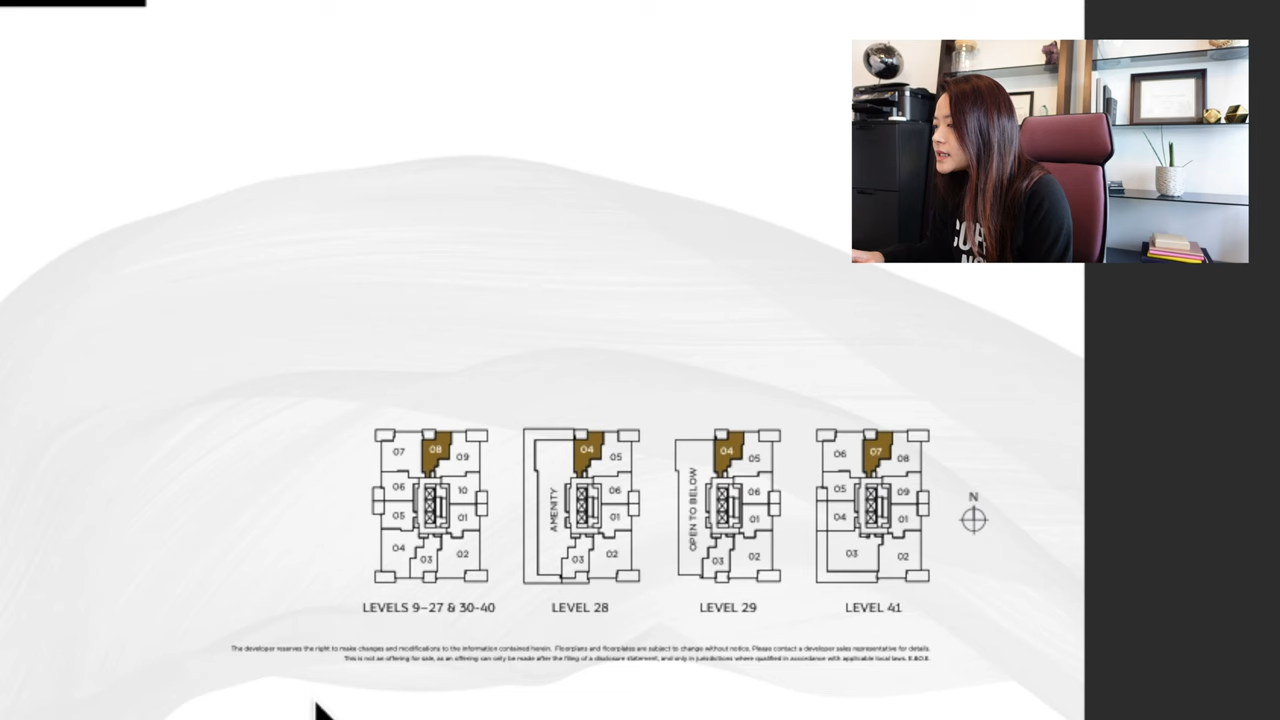 07 08 09
06 10
05 01
04 03 02
LEVELS 9–27 & 30-40
04 05
AMENITY 06
01
03 02
LEVEL 28
04 05
OPEN TO BELOW 06
01
03 02
LEVEL 29
06 07 08
05 09
04 01
03 02
LEVEL 41
N
The developer reserves the right to make changes and modifications to the information contained herein. Floorplans and floorplates are subject to change without notice. Please contact a developer sales representative for details.
This is not an offering for sale, as an offering can only be made after the filing of a disclosure statement, and only in jurisdictions where qualified in accordance with applicable local laws. E.&O.E.